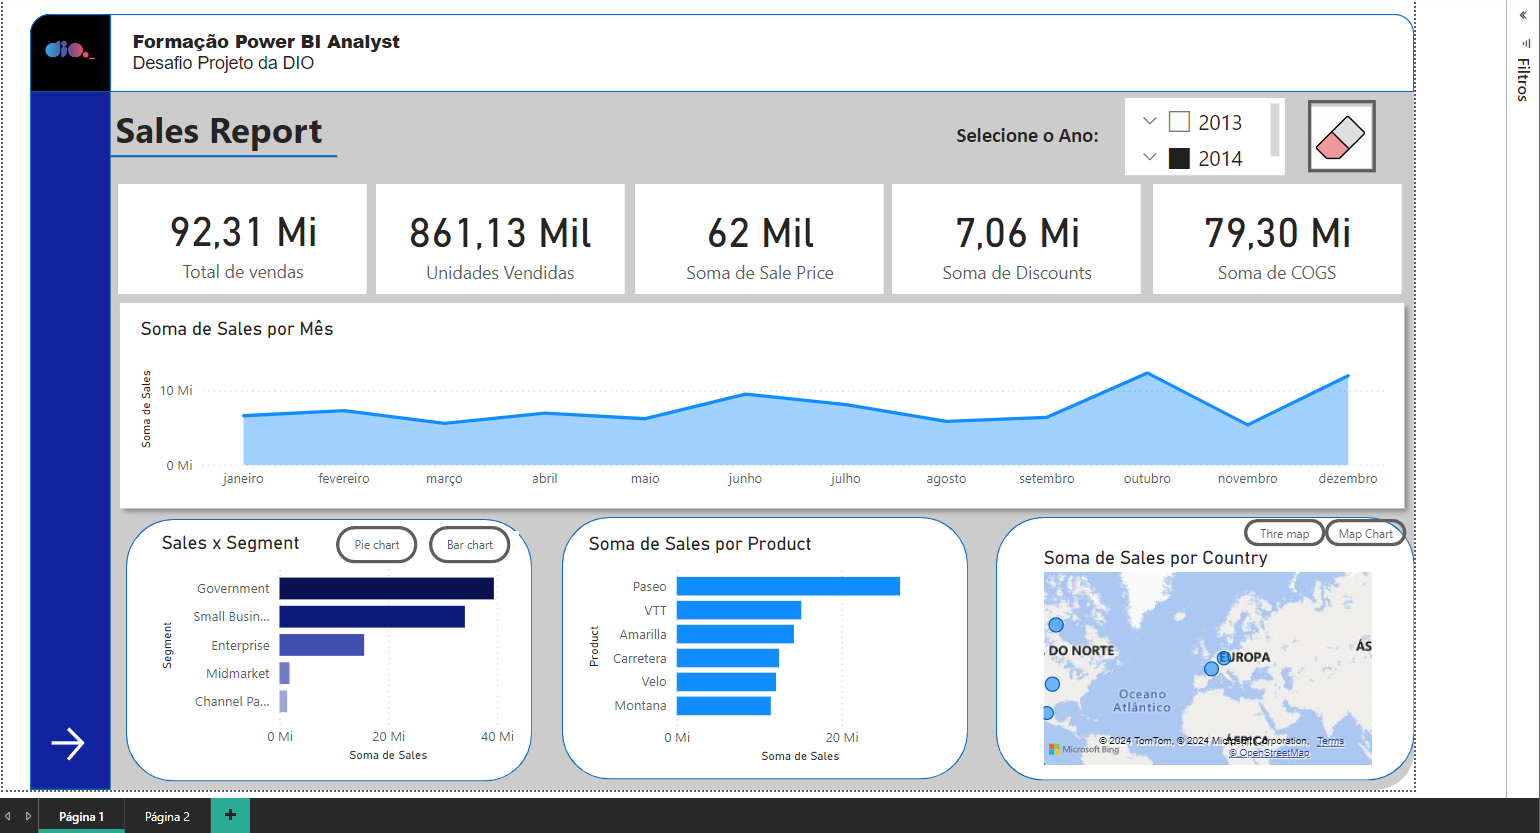 dio._
Formação Power BI Analyst
Desafio Projeto da DIO
Filtros
Sales Report
Selecione o Ano:
2013
2014
92,31 Mi
Total de vendas
861,13 Mil
Unidades Vendidas
62 Mil
Soma de Sale Price
7,06 Mi
Soma de Discounts
79,30 Mi
Soma de COGS
Soma de Sales por Mês
Soma de Sales
10 Mi
0 Mi
janeiro fevereiro março abril maio junho julho agosto setembro outubro novembro dezembro
Sales x Segment
Pie chart
Bar chart
Segment
Government
Small Busin...
Enterprise
Midmarket
Channel Pa...
0 Mi 20 Mi 40 Mi
Soma de Sales
Soma de Sales por Product
Product
Paseo
VTT
Amarilla
Carretera
Velo
Montana
0 Mi 20 Mi
Soma de Sales
Thre map
Map Chart
Soma de Sales por Country
DO NORTE
EUROPA
ÁS
Oceano
Atlântico
ÁFRICA
© 2024 TomTom, © 2024 Microsoft Corporation, Terms
© OpenStreetMap
Microsoft Bing
Página 1
Página 2